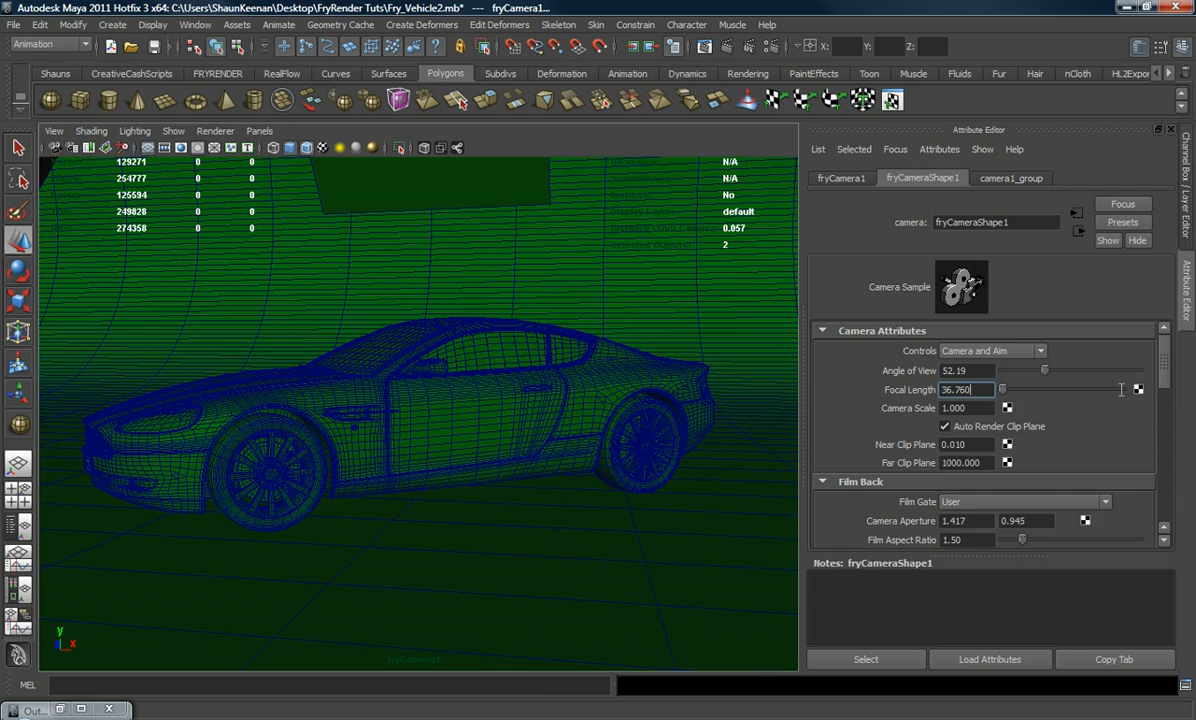 Autodesk Maya 2011 Hotfix 3 x64: C:\Users\ShaunKeenan\Desktop\FryRender Tuts\Fry_Vehicle2.mb* --- fryCamera1...
File Edit Modify Create Display Window Assets Animate Geometry Cache Create Deformers Edit Deformers Skeleton Skin Constrain Character Muscle Help
Animation X: Y: Z:
Shauns CreativeCashScripts FRYRENDER RealFlow Curves Surfaces Polygons Subdivs Deformation Animation Dynamics Rendering PaintEffects Toon Muscle Fluids Fur Hair nCloth HL2Expor
View Shading Lighting Show Renderer Panels
129271 0 0 N/A
254777 0 0 N/A
125594 0 0 No
249828 0 0 Display Layer: default
274358 0 0 0.057
2
Attribute Editor
List Selected Focus Attributes Show Help
fryCamera1 fryCameraShape1 camera1_group
Focus
camera: fryCameraShape1 Presets
Show Hide
Camera Sample
Camera Attributes
Controls Camera and Aim
Angle of View 52.19
Focal Length 36.760
Camera Scale 1.000
Auto Render Clip Plane
Near Clip Plane 0.010
Far Clip Plane 1000.000
Film Back
Film Gate User
Camera Aperture 1.417 0.945
Film Aspect Ratio 1.50
Notes: fryCameraShape1
Select Load Attributes Copy Tab
Channel Box / Layer Editor
Attribute Editor
y
x
fryCamera1
MEL
Out...